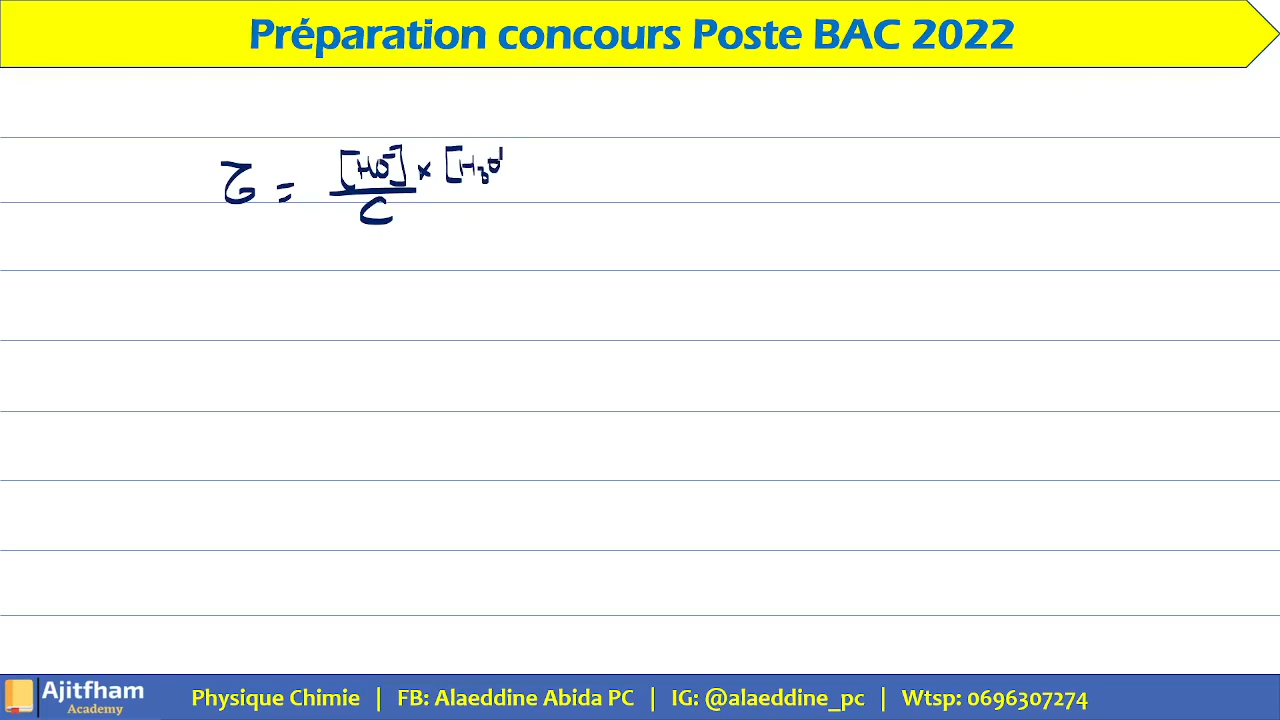 Préparation concours Poste BAC 2022
τ = [HO⁻] / C × [H₃O⁺
Ajitfham
Academy
Physique Chimie | FB: Alaeddine Abida PC | IG: @alaeddine_pc | Wtsp: 0696307274